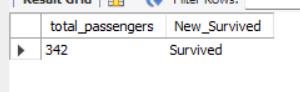 Result Grid Filter Rows:
total_passengers New_Survived
342 Survived